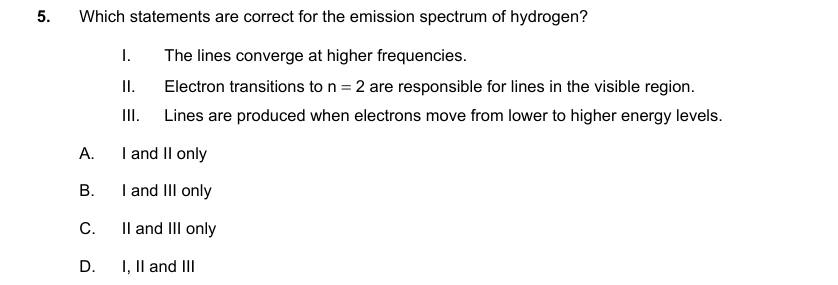 5. Which statements are correct for the emission spectrum of hydrogen?
I. The lines converge at higher frequencies.
II. Electron transitions to n = 2 are responsible for lines in the visible region.
III. Lines are produced when electrons move from lower to higher energy levels.
A. I and II only
B. I and III only
C. II and III only
D. I, II and III